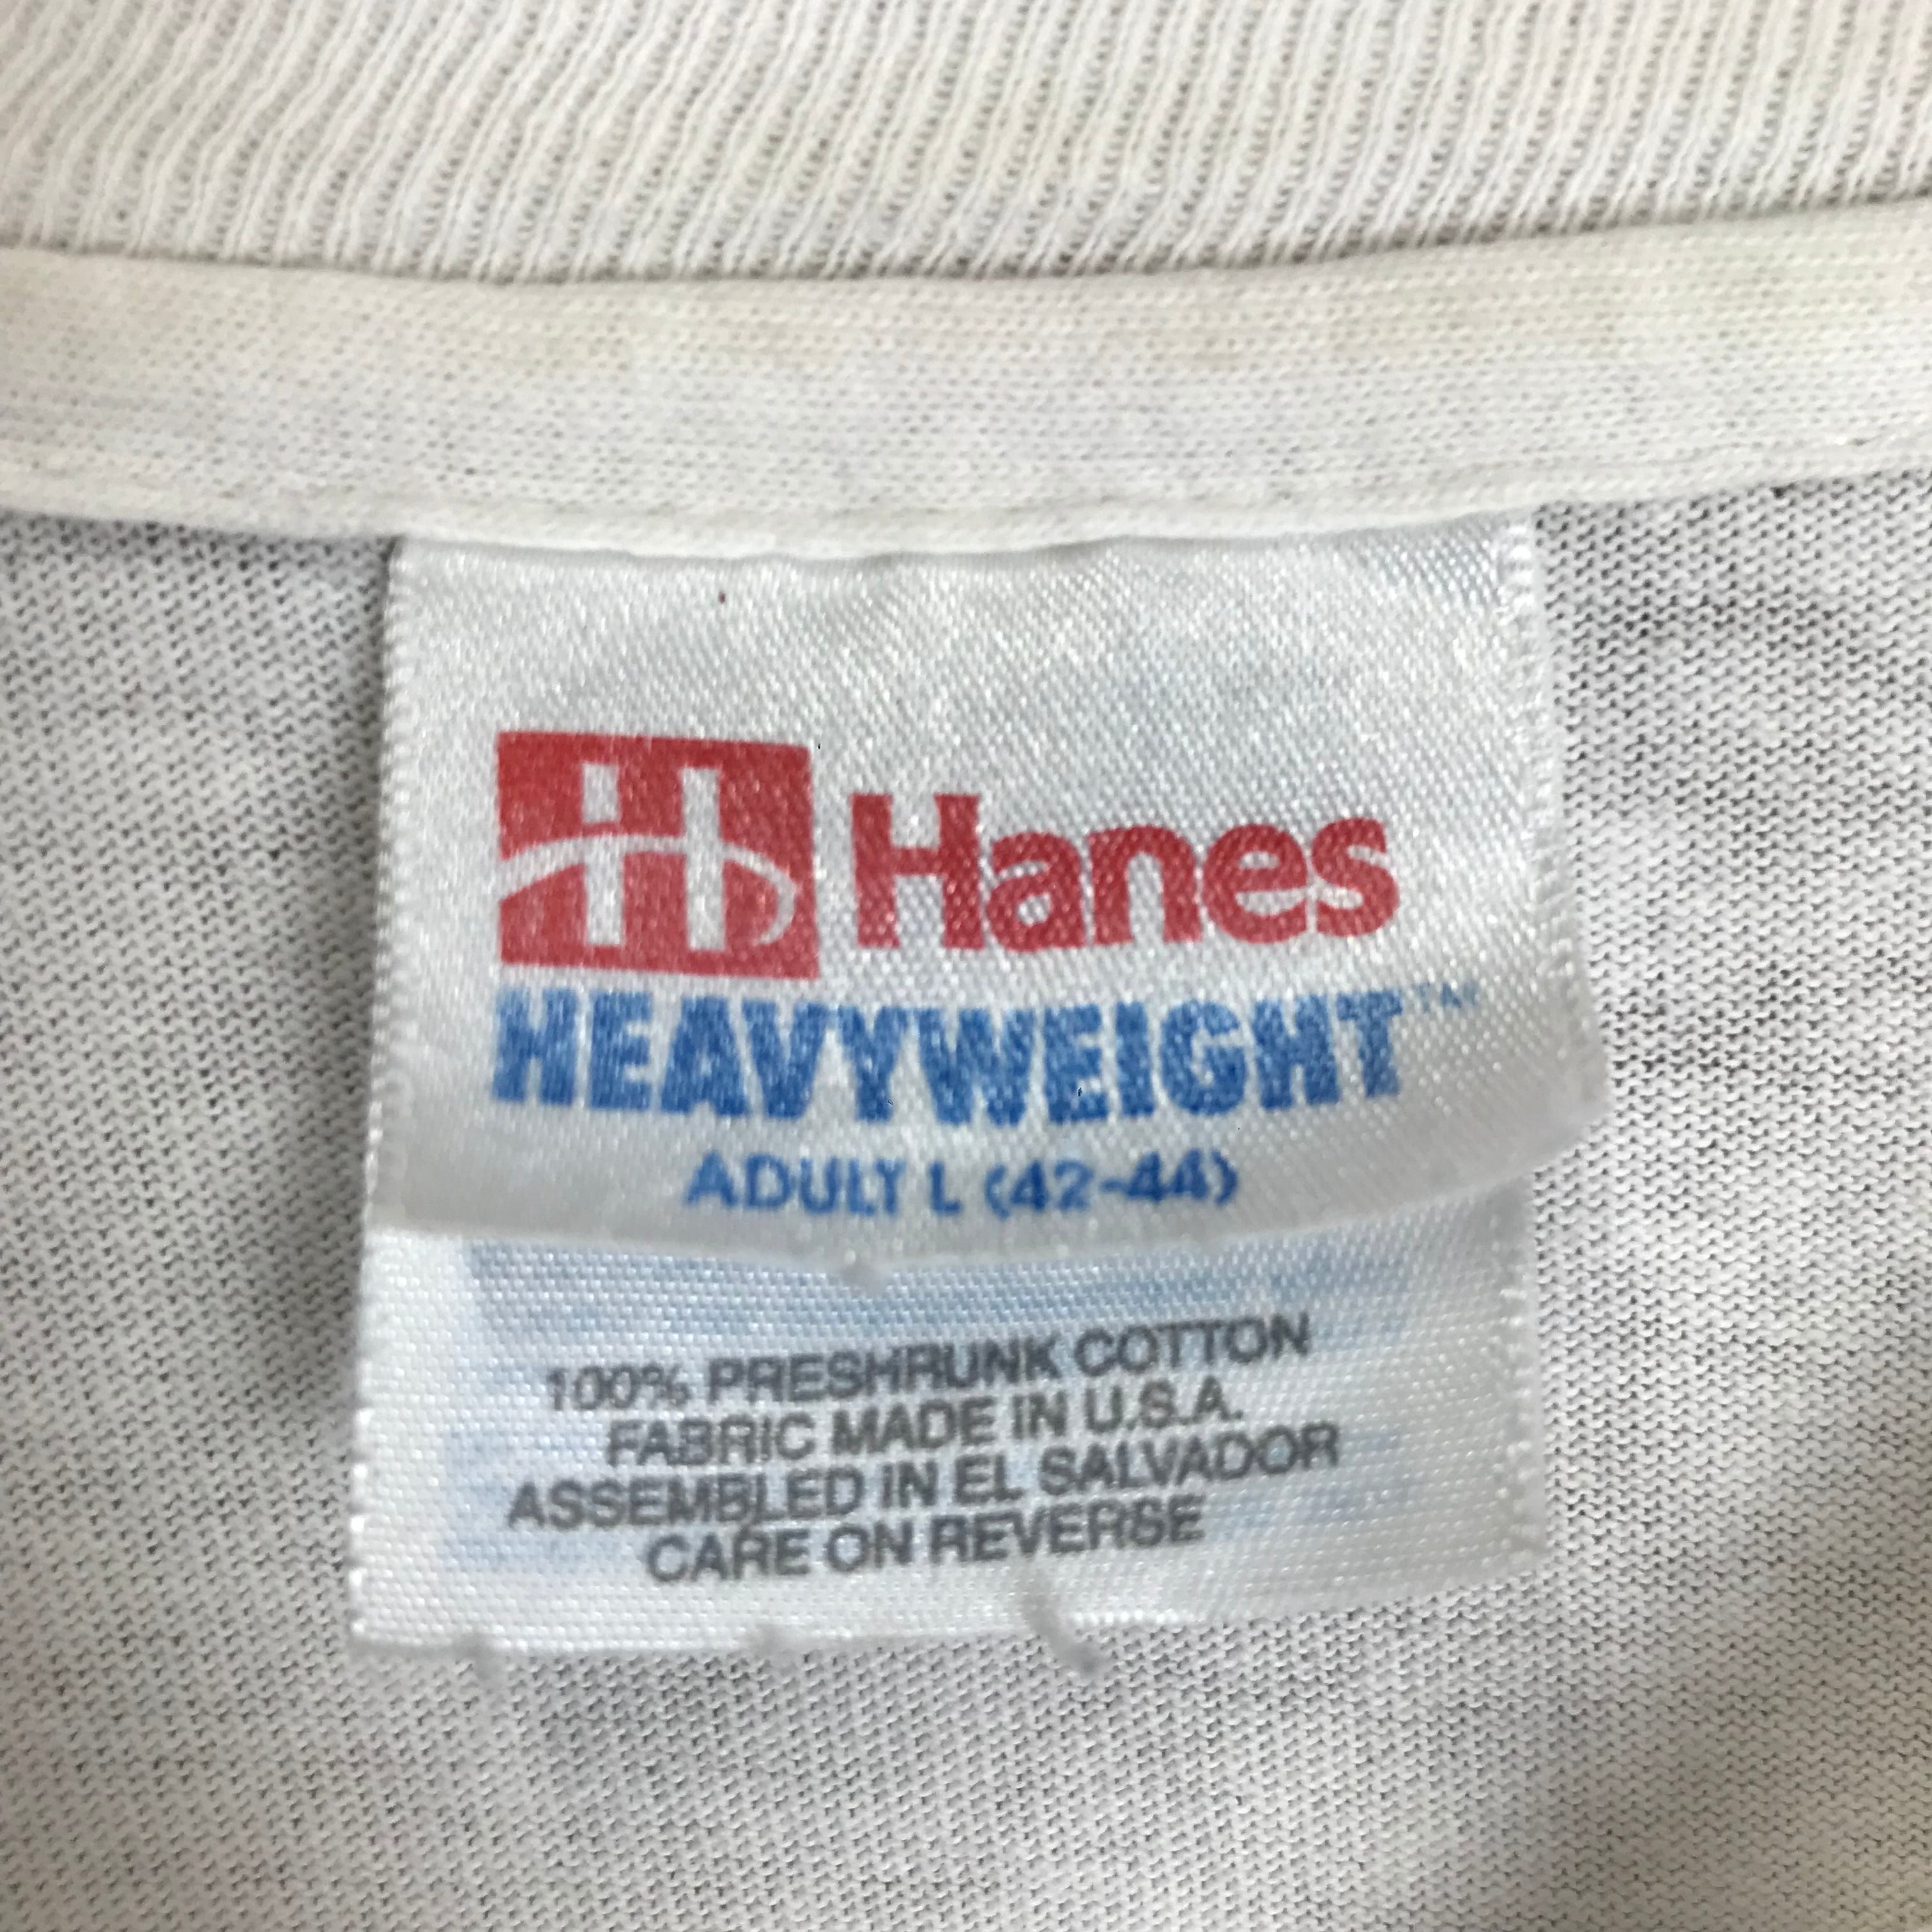 Hanes
HEAVYWEIGHT™
ADULT L (42-44)
100% PRESHRUNK COTTON
FABRIC MADE IN U.S.A.
ASSEMBLED IN EL SALVADOR
CARE ON REVERSE